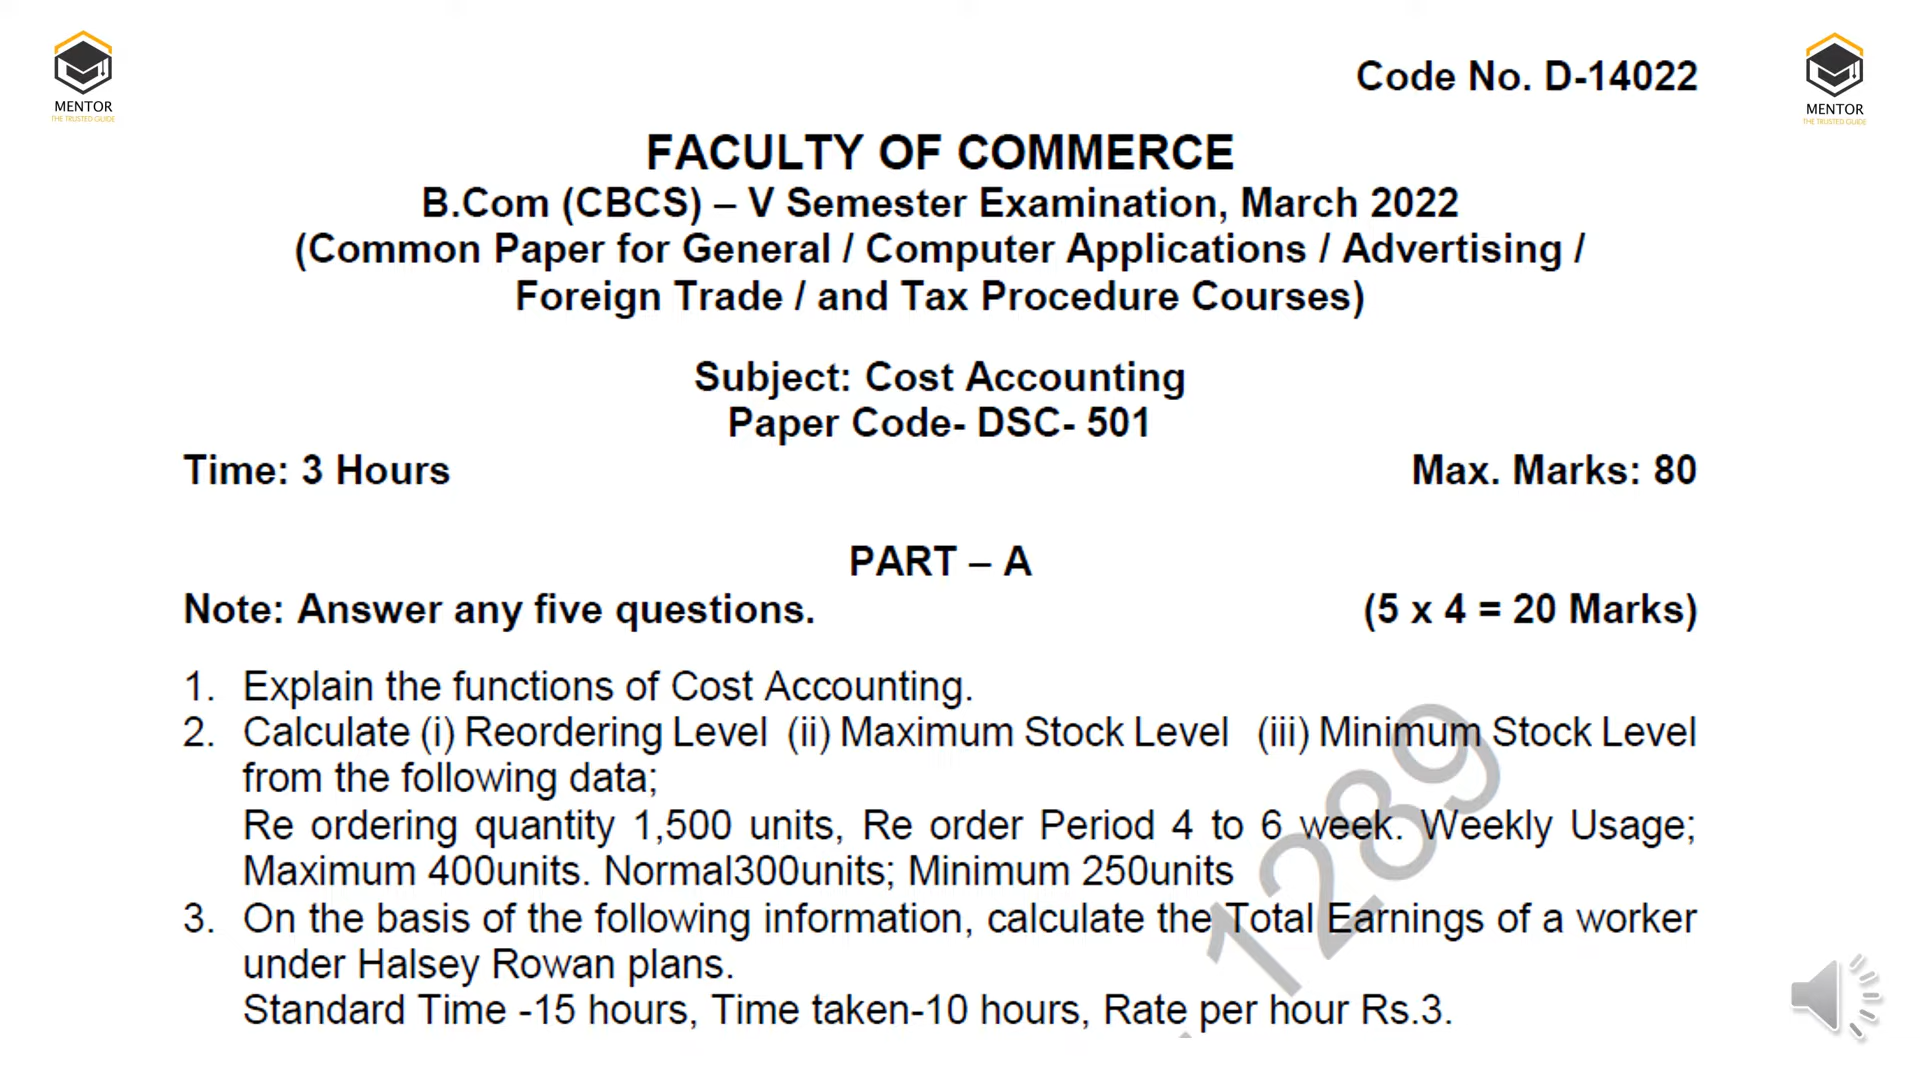 MENTOR
THE TRUSTED GUIDE
MENTOR
THE TRUSTED GUIDE
Code No. D-14022
FACULTY OF COMMERCE
B.Com (CBCS) – V Semester Examination, March 2022
(Common Paper for General / Computer Applications / Advertising /
Foreign Trade / and Tax Procedure Courses)
Subject: Cost Accounting
Paper Code- DSC- 501
Time: 3 Hours Max. Marks: 80
PART – A
Note: Answer any five questions. (5 x 4 = 20 Marks)
1. Explain the functions of Cost Accounting.
2. Calculate (i) Reordering Level (ii) Maximum Stock Level (iii) Minimum Stock Level
from the following data;
Re ordering quantity 1,500 units, Re order Period 4 to 6 week. Weekly Usage;
Maximum 400units. Normal300units; Minimum 250units
3. On the basis of the following information, calculate the Total Earnings of a worker
under Halsey Rowan plans.
Standard Time -15 hours, Time taken-10 hours, Rate per hour Rs.3.
1289